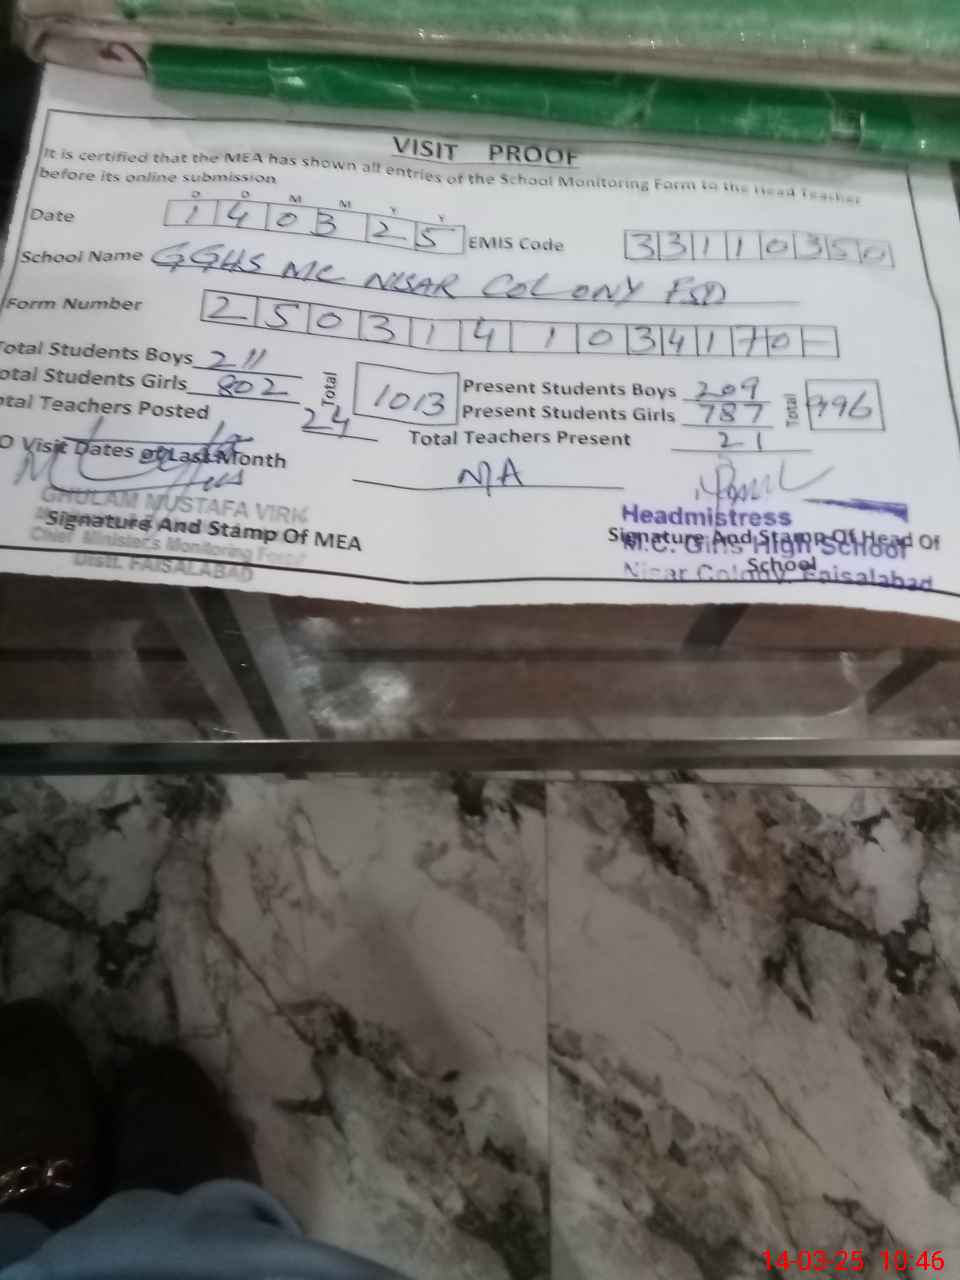 VISIT PROOF
It is certified that the MEA has shown all entries of the School Monitoring Form to the Head Teacher
before its online submission
D D M M Y Y
Date 1 4 0 3 2 5 EMIS Code 3 3 1 1 0 3 5 0
School Name GGHS MC NISAR COLONY FSD
Form Number 2 5 0 3 1 4 1 0 3 4 1 7 0 -
Total Students Boys 211
otal Students Girls 802 Total 1013
Present Students Boys 209
Present Students Girls 787 Total 996
otal Teachers Posted 24 Total Teachers Present 21
O Visit Dates of Last Month N/A
GHULAM MUSTAFA VIRK
Signature And Stamp Of MEA
Chief Minister's Monitoring Force
Distt. FAISALABAD
Headmistress
Signature And Stamp Of Head Of
School
M.C. Girls High School
Nisar Colony, Faisalabad
14-03-25 10:46